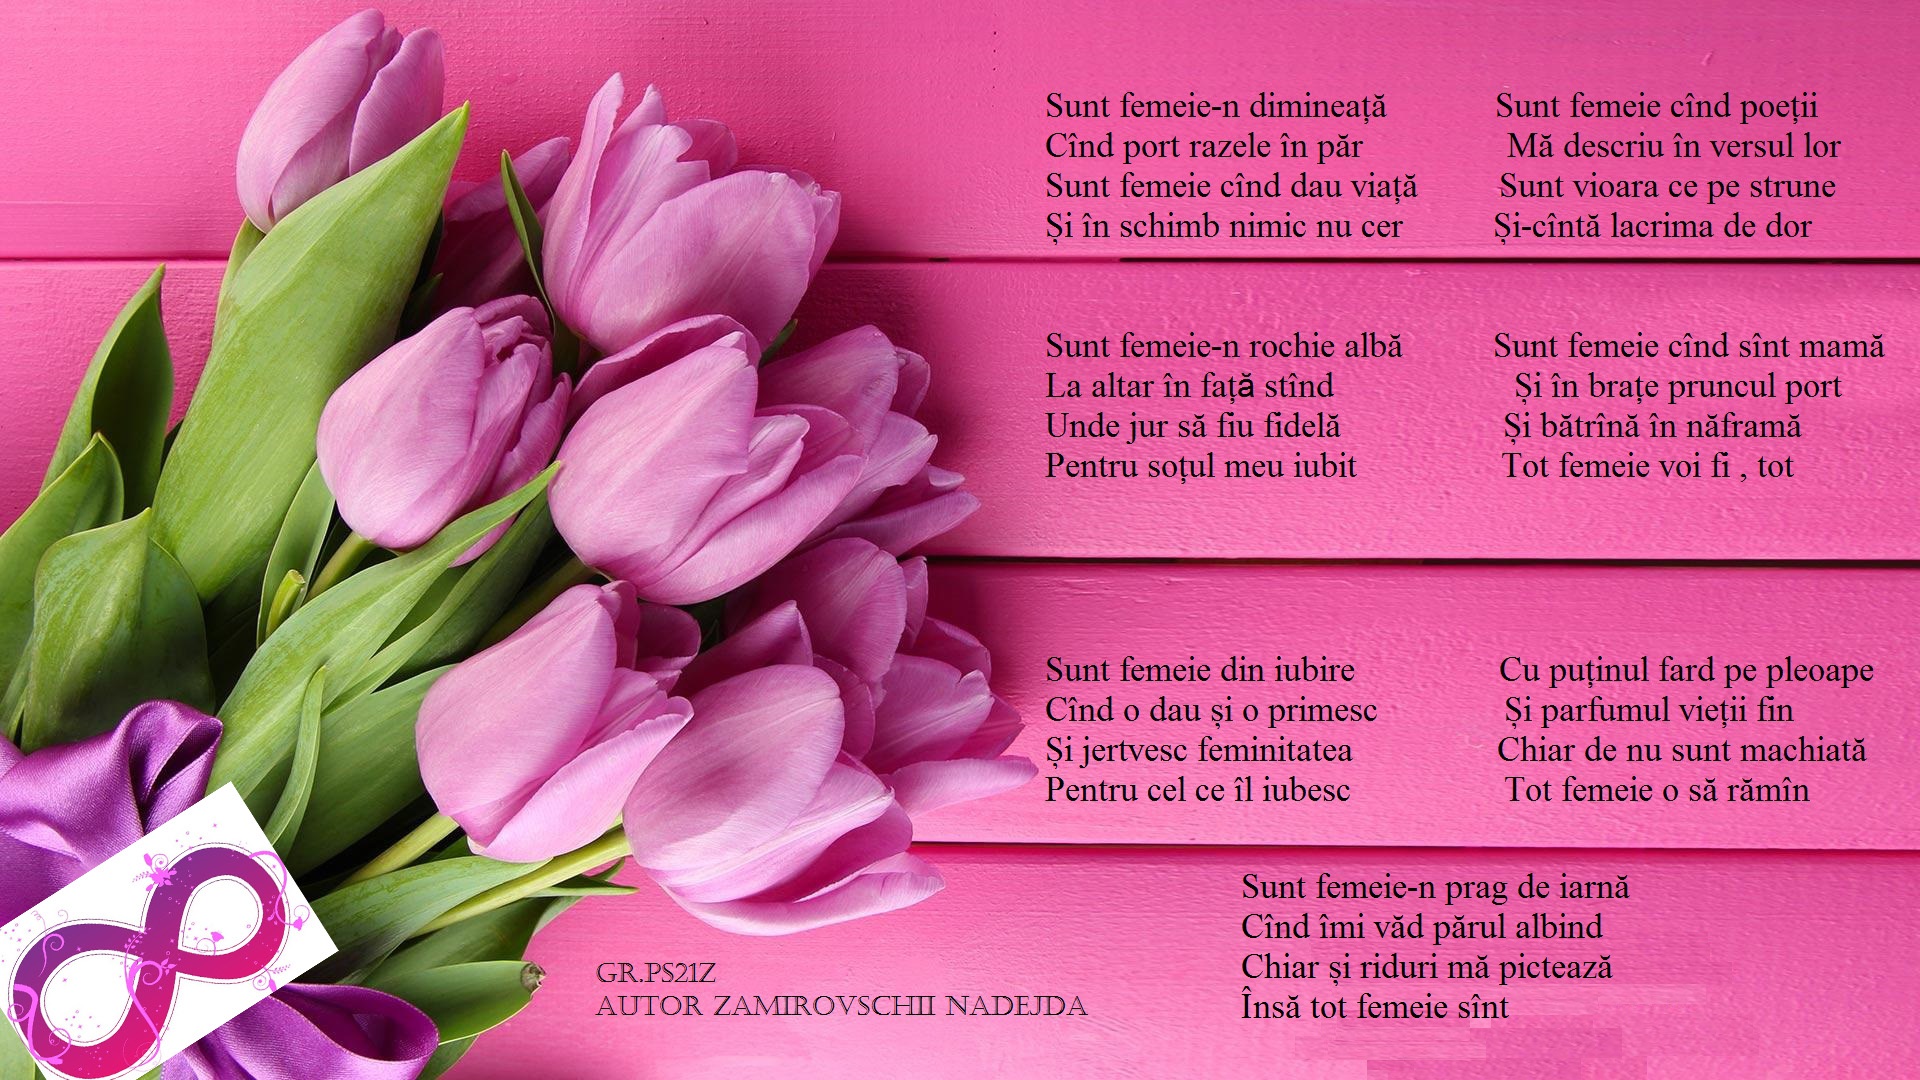 Sunt femeie-n dimineață
Cînd port razele în păr
Sunt femeie cînd dau viață
Și în schimb nimic nu cer
Sunt femeie-n rochie albă
La altar în față stînd
Unde jur să fiu fidelă
Pentru soțul meu iubit
Sunt femeie din iubire
Cînd o dau și o primesc
Și jertvesc feminitatea
Pentru cel ce îl iubesc
Sunt femeie cînd poeții
Mă descriu în versul lor
Sunt vioara ce pe strune
Și-cîntă lacrima de dor
Sunt femeie cînd sînt mamă
Și în brațe pruncul port
Și bătrînă în năframă
Tot femeie voi fi , tot
Cu puținul fard pe pleoape
Și parfumul vieții fin
Chiar de nu sunt machiată
Tot femeie o să rămîn
Sunt femeie-n prag de iarnă
Cînd îmi văd părul albind
Chiar și riduri mă pictează
Însă tot femeie sînt
GR.PS21Z
AUTOR ZAMIROVSCHII NADEJDA
8